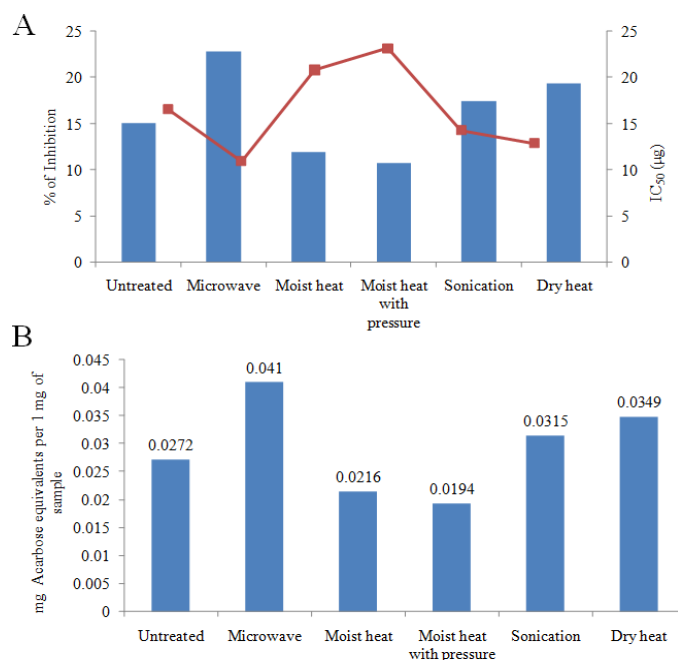 A
25
20
15
10
5
0
% of Inhibition
25
20
15
10
5
0
IC50 (µg)
Untreated
Microwave
Moist heat
Moist heat
with
pressure
Sonication
Dry heat
B
0.045
0.04
0.035
0.03
0.025
0.02
0.015
0.01
0.005
0
mg Acarbose equivalents per 1 mg of
sample
0.0272
0.041
0.0216
0.0194
0.0315
0.0349
Untreated
Microwave
Moist heat
Moist heat
with pressure
Sonication
Dry heat